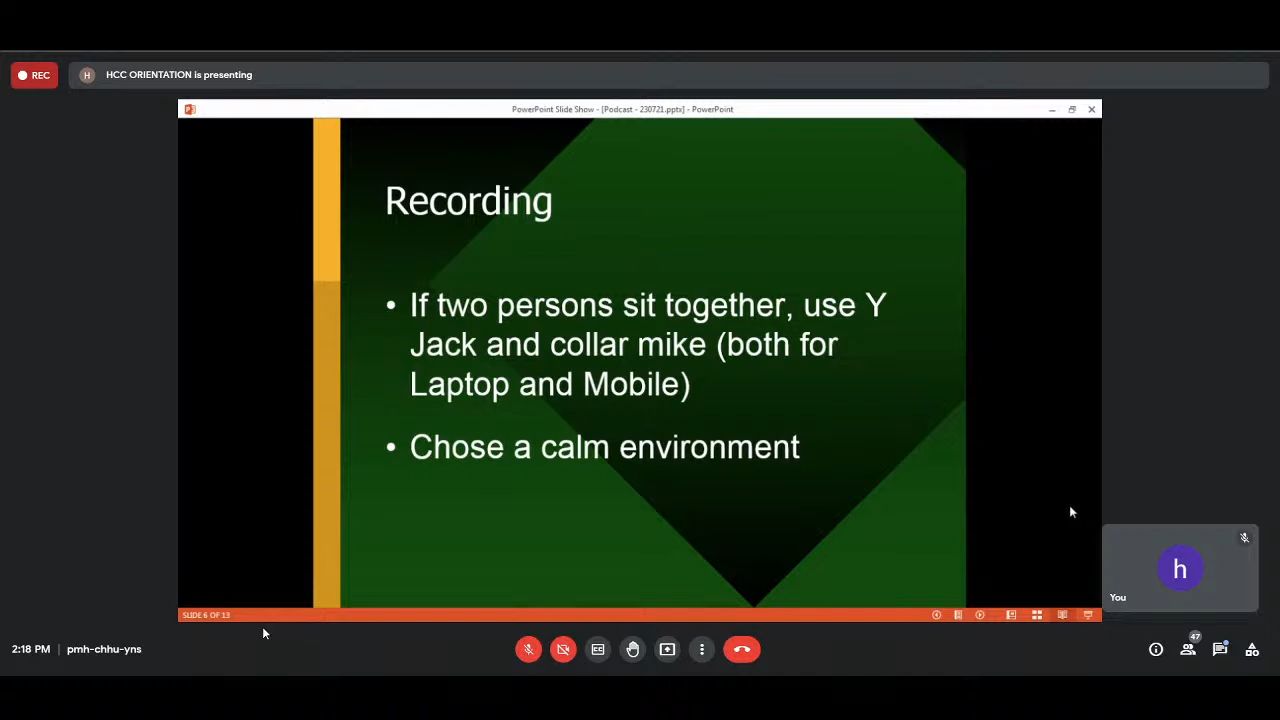 REC
H
HCC ORIENTATION is presenting
PowerPoint Slide Show - [Podcast - 230721.pptx] - PowerPoint
Recording
• If two persons sit together, use Y
Jack and collar mike (both for
Laptop and Mobile)
• Chose a calm environment
h
You
SLIDE 6 OF 13
2:18 PM | pmh-chhu-yns
CC
47